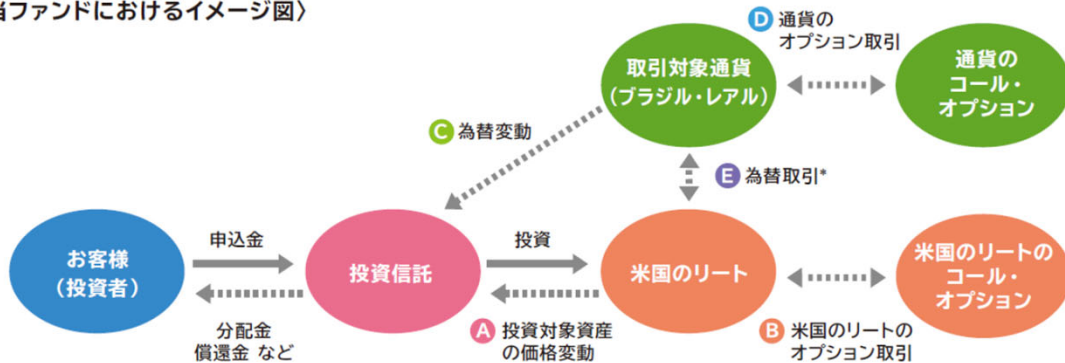 当ファンドにおけるイメージ図〉
D 通貨の
オプション取引
取引対象通貨
(ブラジル・レアル)
通貨の
コール・
オプション
C 為替変動
E 為替取引*
お客様
(投資者)
申込金
投資信託
投資
米国のリート
米国のリートの
コール・
オプション
分配金
償還金 など
A 投資対象資産
の価格変動
B 米国のリートの
オプション取引